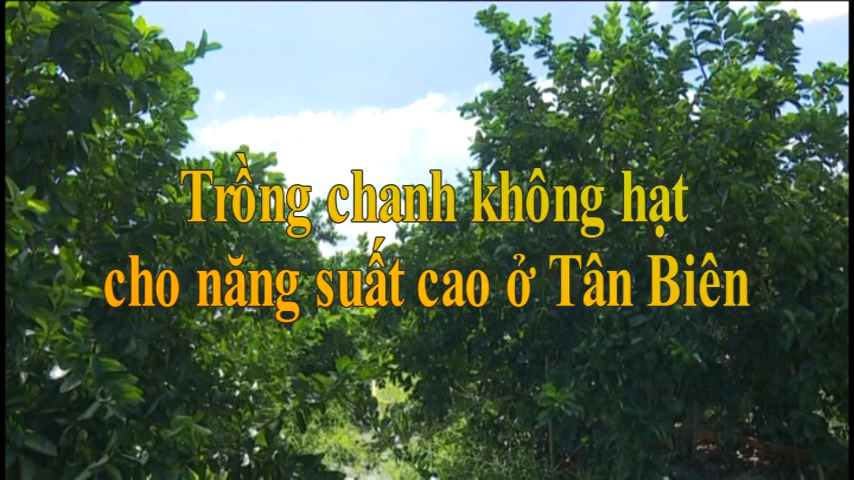 Trồng chanh không hạt
cho năng suất cao ở Tân Biên